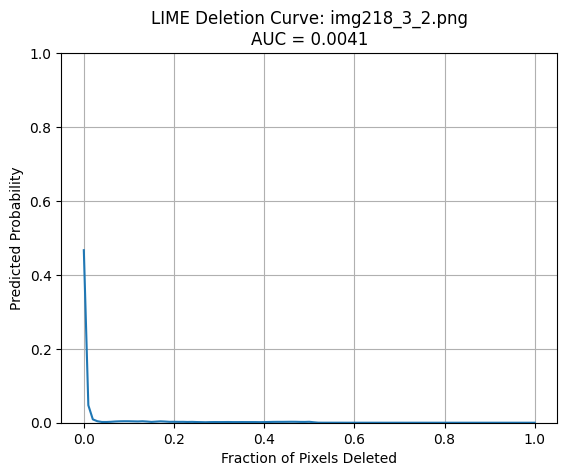 LIME Deletion Curve: img218_3_2.png
AUC = 0.0041
1.0
0.8
0.6
0.4
0.2
0.0
Predicted Probability
0.0 0.2 0.4 0.6 0.8 1.0
Fraction of Pixels Deleted